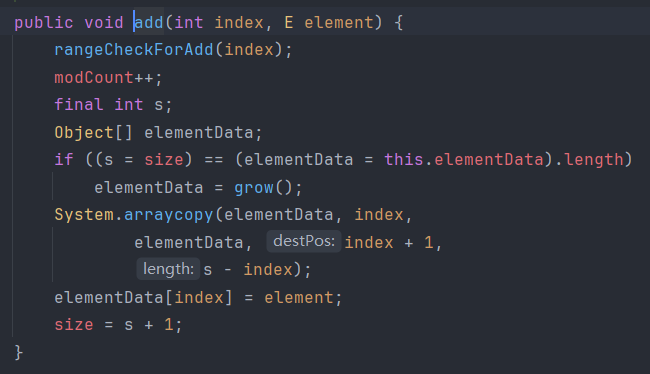 public void add(int index, E element) {
    rangeCheckForAdd(index);
    modCount++;
    final int s;
    Object[] elementData;
    if ((s = size) == (elementData = this.elementData).length)
        elementData = grow();
    System.arraycopy(elementData, index,
            elementData, destPos: index + 1,
            length: s - index);
    elementData[index] = element;
    size = s + 1;
}